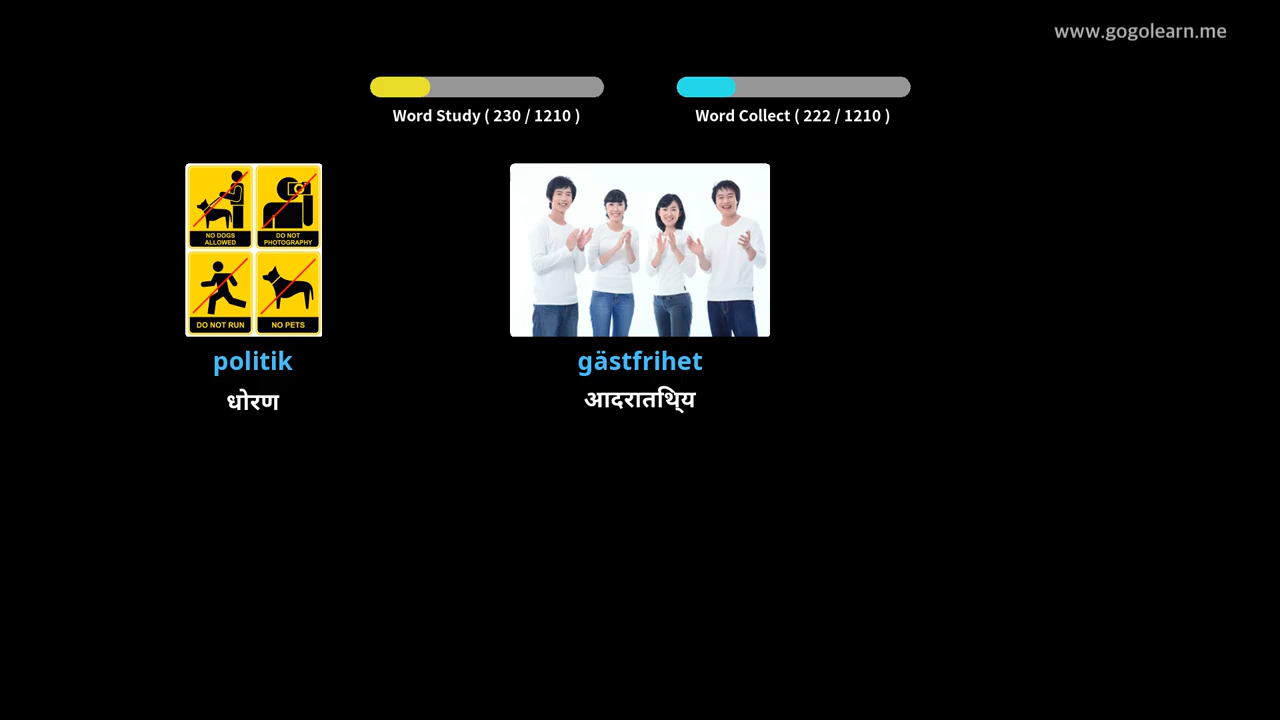 www.gogolearn.me
Word Study ( 230 / 1210 )
Word Collect ( 222 / 1210 )
NO DOGS
ALLOWED
DO NOT
PHOTOGRAPHY
DO NOT RUN
NO PETS
politik
gästfrihet
धोरण
आदरातिथ्य